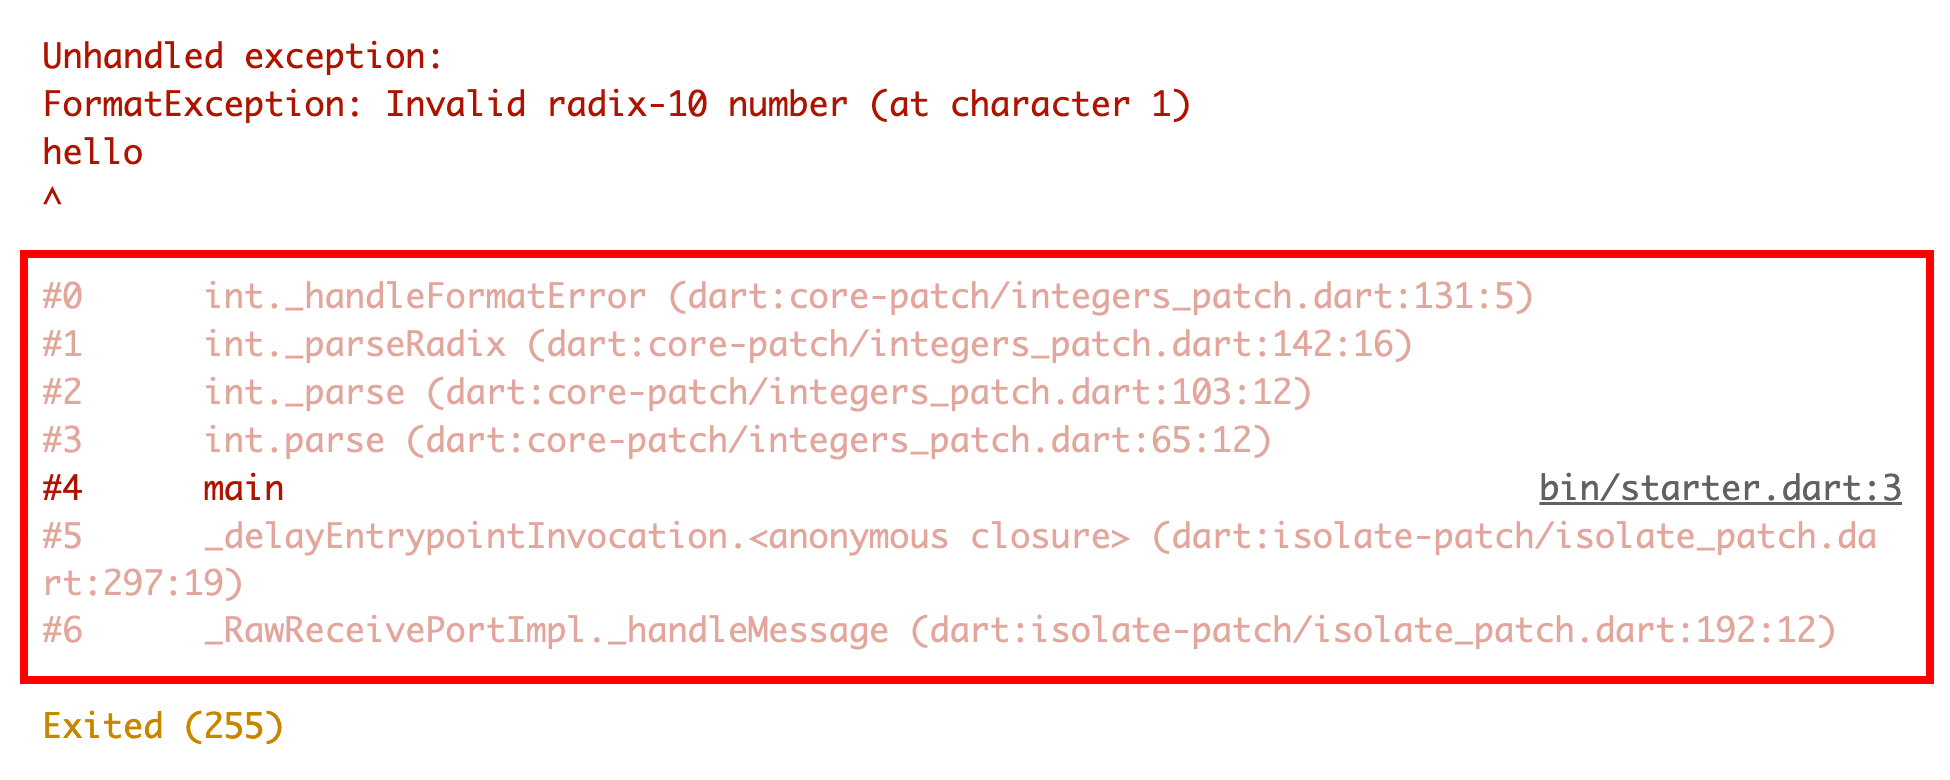 Unhandled exception:
FormatException: Invalid radix-10 number (at character 1)
hello
^
#0      int._handleFormatError (dart:core-patch/integers_patch.dart:131:5)
#1      int._parseRadix (dart:core-patch/integers_patch.dart:142:16)
#2      int._parse (dart:core-patch/integers_patch.dart:103:12)
#3      int.parse (dart:core-patch/integers_patch.dart:65:12)
#4      main bin/starter.dart:3
#5      _delayEntrypointInvocation.<anonymous closure> (dart:isolate-patch/isolate_patch.da
rt:297:19)
#6      _RawReceivePortImpl._handleMessage (dart:isolate-patch/isolate_patch.dart:192:12)
Exited (255)